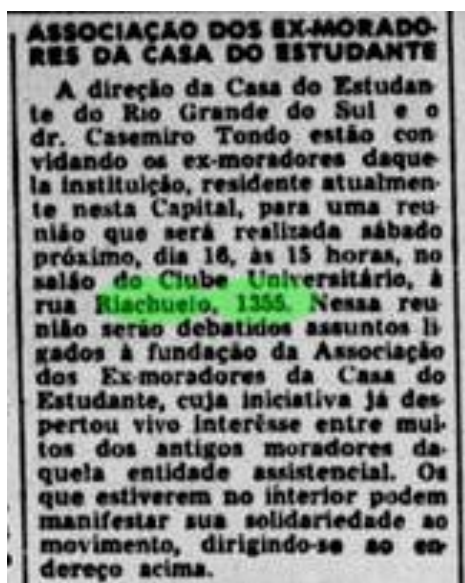 ASSOCIAÇÃO DOS EX-MORADO-
RES DA CASA DO ESTUDANTE
A direção da Casa do Estudan
te do Rio Grande do Sul e o
dr. Casemiro Tondo estão con
vidando os ex-moradores daque-
la instituição, residente atualmen-
te nesta Capital, para uma reu-
nião que será realizada sábado
próximo, dia 16, às 15 horas, no
salão do Clube Universitário, à
rua Riachuelo, 1355. Nessa reu-
nião serão debatidos assuntos li-
gados à fundação da Associação
dos Ex-moradores da Casa do
Estudante, cuja iniciativa já des-
pertou vivo interêsse entre mui-
tos dos antigos moradores da-
quela entidade assistencial. Os
que estiverem no interior podem
manifestar sua solidariedade ao
movimento, dirigindo-se ao en-
dereço acima.